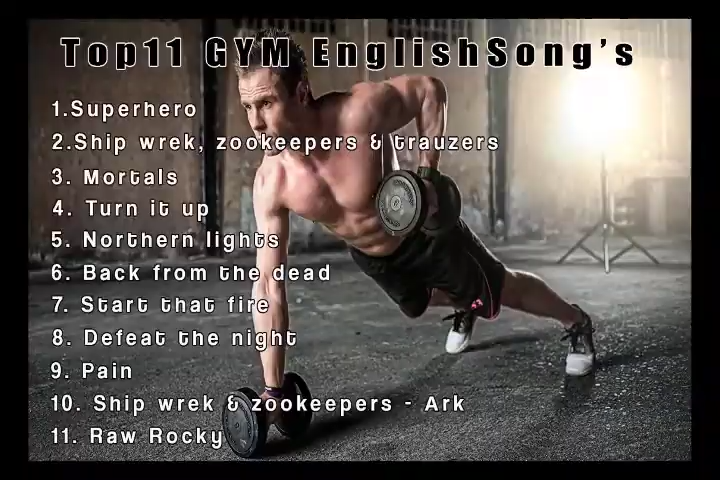 Top11 GYM EnglishSong's
1.Superhero
2.Ship wrek, zookeepers & trauzers
3. Mortals
4. Turn it up
5. Northern lights
6. Back from the dead
7. Start that fire
8. Defeat the night
9. Pain
10. Ship wrek & zookeepers - Ark
11. Raw Rocky